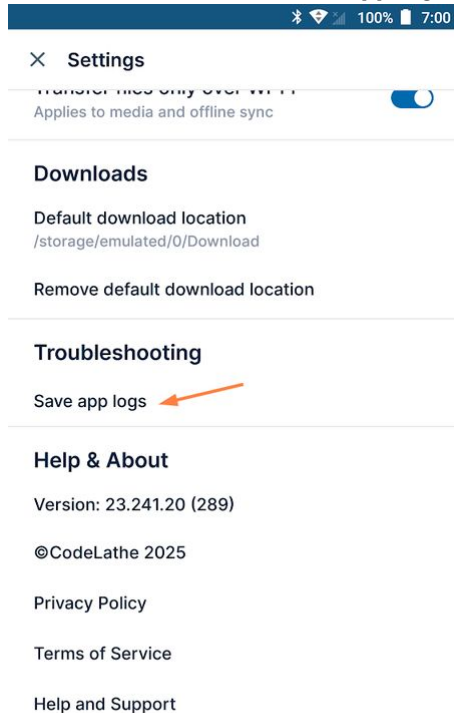 100% 7:00
Settings
Applies to media and offline sync
Downloads
Default download location
/storage/emulated/0/Download
Remove default download location
Troubleshooting
Save app logs
Help & About
Version: 23.241.20 (289)
©CodeLathe 2025
Privacy Policy
Terms of Service
Help and Support